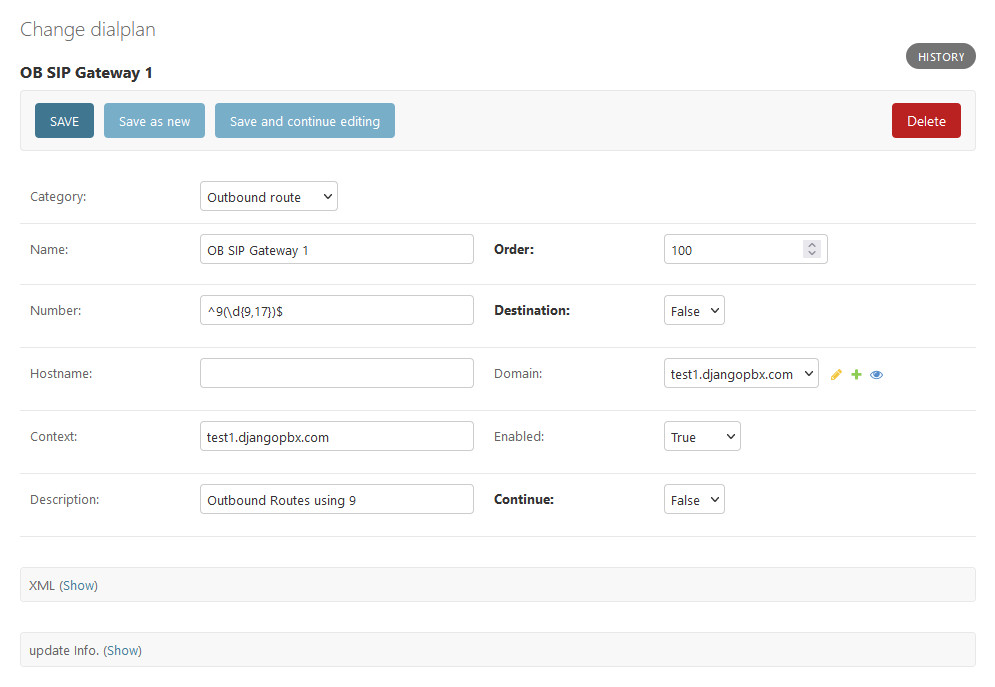 Change dialplan
HISTORY
OB SIP Gateway 1
SAVE Save as new Save and continue editing Delete
Category: Outbound route
Name: OB SIP Gateway 1 Order: 100
Number: ^9(\d{9,17})$ Destination: False
Hostname: Domain: test1.djangopbx.com
Context: test1.djangopbx.com Enabled: True
Description: Outbound Routes using 9 Continue: False
XML (Show)
update Info. (Show)